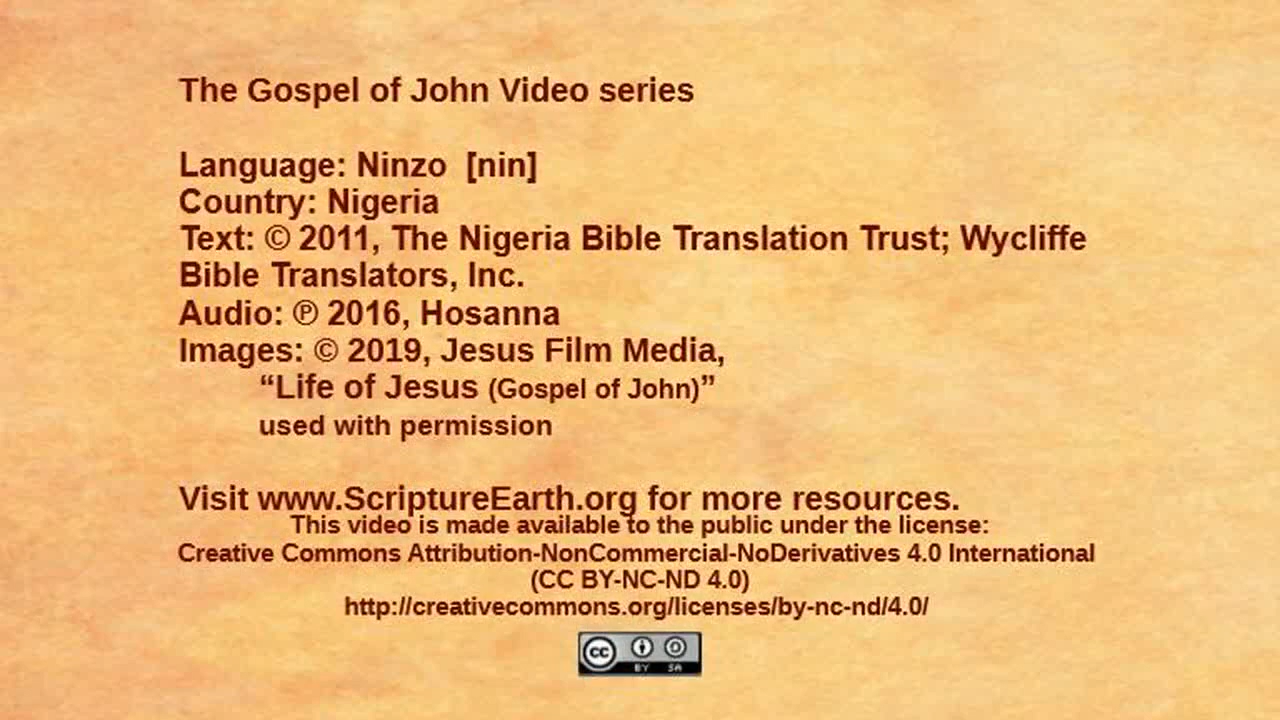 The Gospel of John Video series
Language: Ninzo [nin]
Country: Nigeria
Text: © 2011, The Nigeria Bible Translation Trust; Wycliffe
Bible Translators, Inc.
Audio: ℗ 2016, Hosanna
Images: © 2019, Jesus Film Media,
“Life of Jesus (Gospel of John)”
used with permission
Visit www.ScriptureEarth.org for more resources.
This video is made available to the public under the license:
Creative Commons Attribution-NonCommercial-NoDerivatives 4.0 International
(CC BY-NC-ND 4.0)
http://creativecommons.org/licenses/by-nc-nd/4.0/
cc BY SA